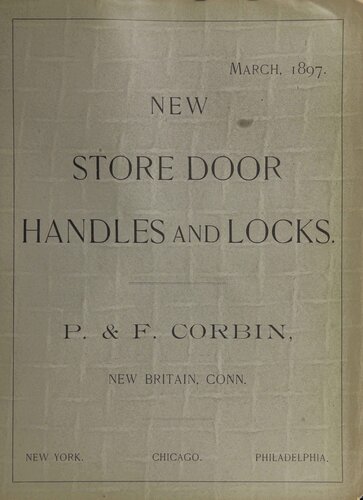 MARCH, 1897.
NEW
STORE DOOR
HANDLES AND LOCKS.
P. & F. CORBIN,
NEW BRITAIN, CONN.
NEW YORK. CHICAGO. PHILADELPHIA.